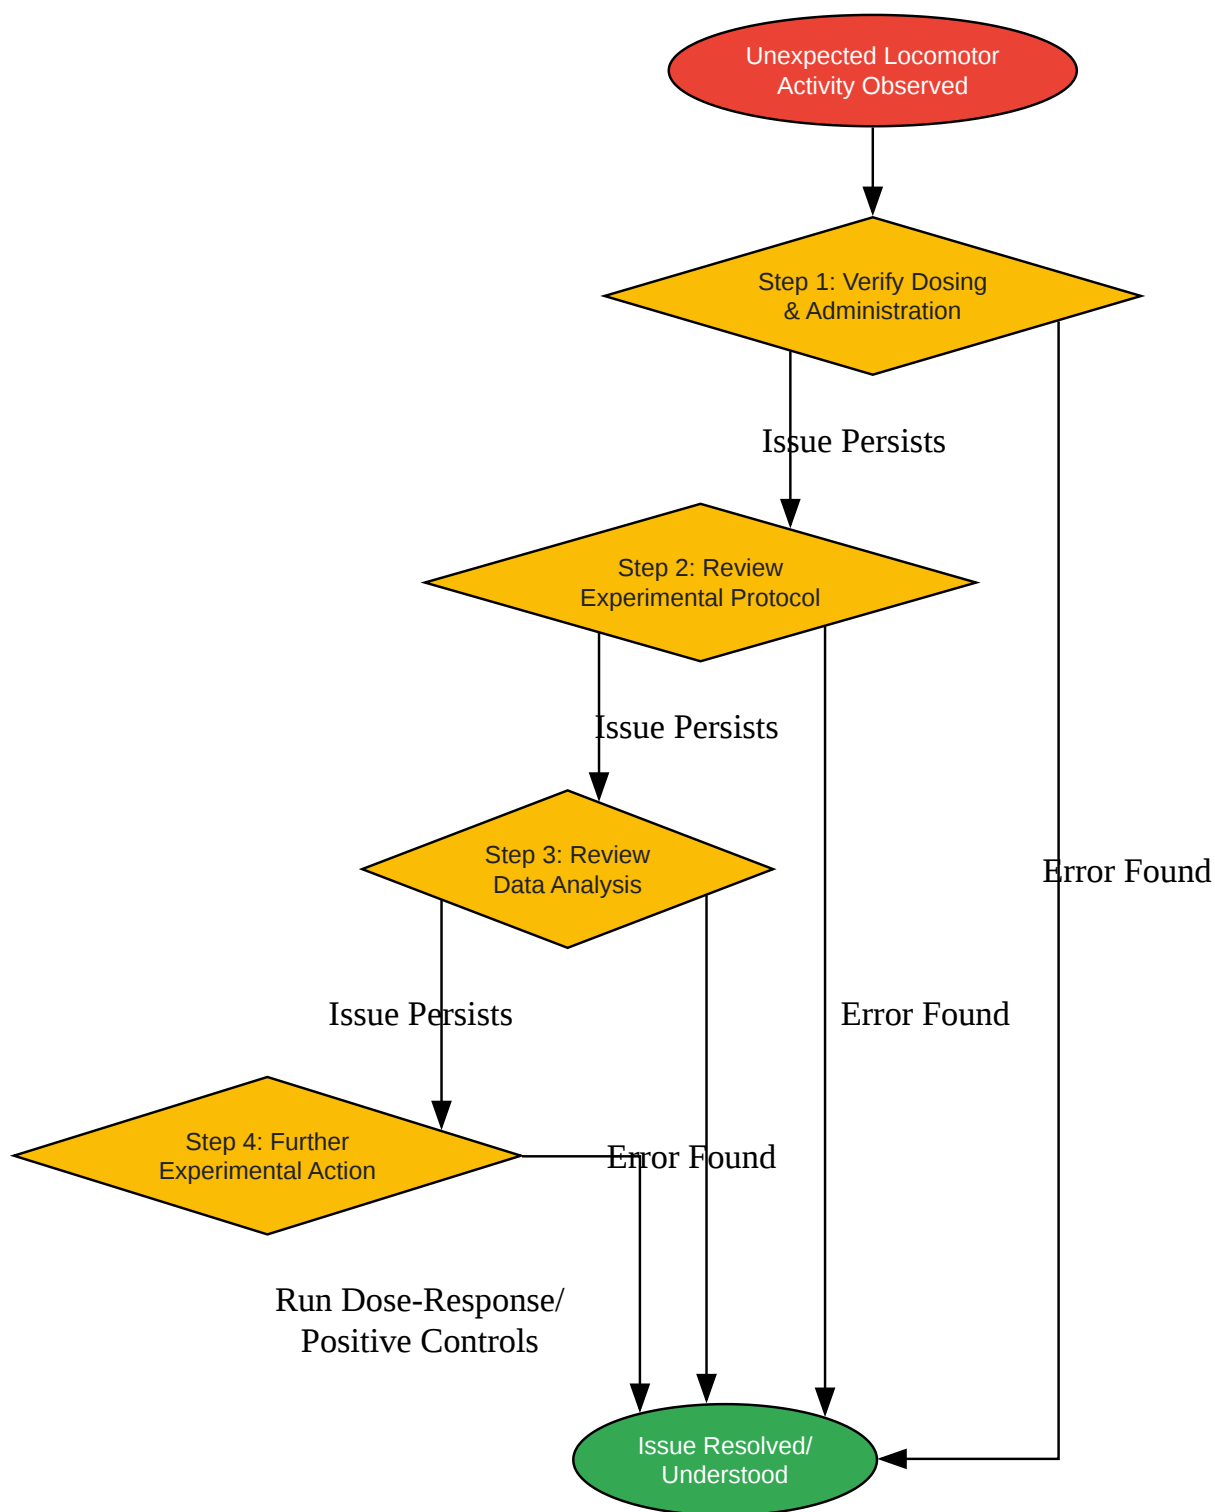 Unexpected Locomotor
Activity Observed
Step 1: Verify Dosing
& Administration
Issue Persists
Step 2: Review
Experimental Protocol
Issue Persists
Step 3: Review
Data Analysis
Error Found
Issue Persists
Error Found
Step 4: Further
Experimental Action
Error Found
Run Dose-Response/
Positive Controls
Issue Resolved/
Understood